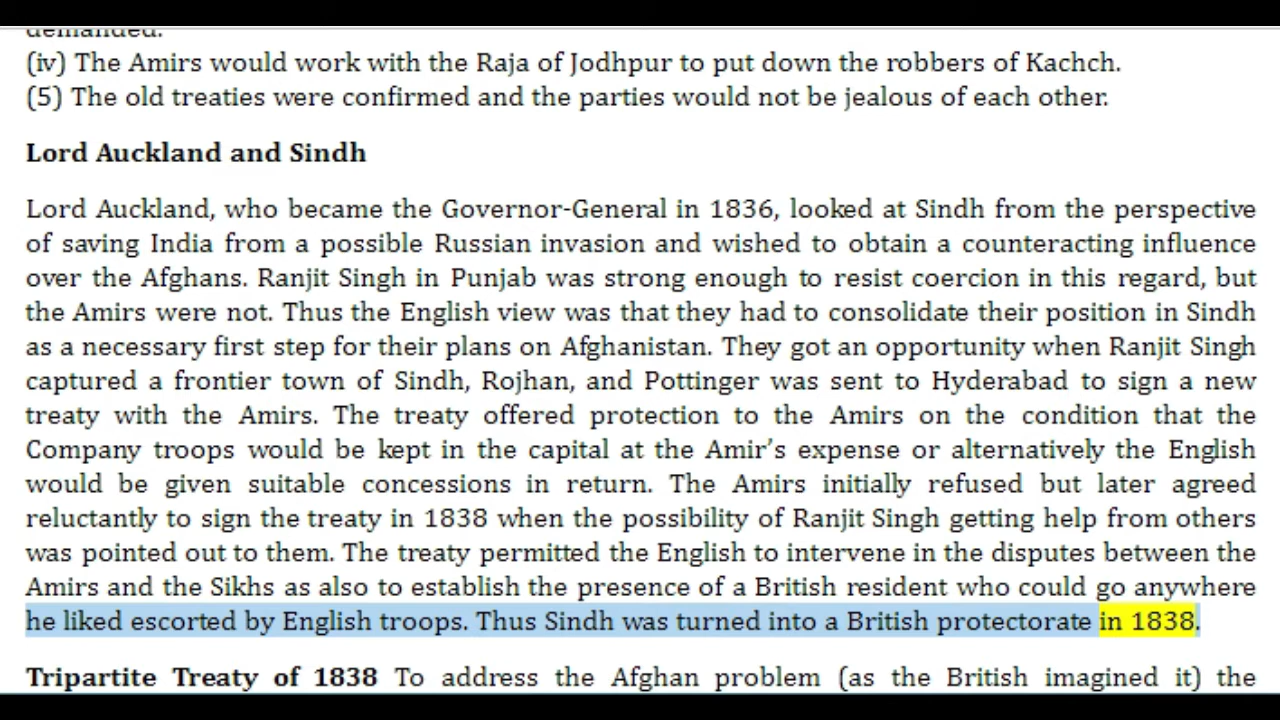 demanded.
(iv) The Amirs would work with the Raja of Jodhpur to put down the robbers of Kachch.
(5) The old treaties were confirmed and the parties would not be jealous of each other.
Lord Auckland and Sindh
Lord Auckland, who became the Governor-General in 1836, looked at Sindh from the perspective
of saving India from a possible Russian invasion and wished to obtain a counteracting influence
over the Afghans. Ranjit Singh in Punjab was strong enough to resist coercion in this regard, but
the Amirs were not. Thus the English view was that they had to consolidate their position in Sindh
as a necessary first step for their plans on Afghanistan. They got an opportunity when Ranjit Singh
captured a frontier town of Sindh, Rojhan, and Pottinger was sent to Hyderabad to sign a new
treaty with the Amirs. The treaty offered protection to the Amirs on the condition that the
Company troops would be kept in the capital at the Amir’s expense or alternatively the English
would be given suitable concessions in return. The Amirs initially refused but later agreed
reluctantly to sign the treaty in 1838 when the possibility of Ranjit Singh getting help from others
was pointed out to them. The treaty permitted the English to intervene in the disputes between the
Amirs and the Sikhs as also to establish the presence of a British resident who could go anywhere
he liked escorted by English troops. Thus Sindh was turned into a British protectorate in 1838.
Tripartite Treaty of 1838 To address the Afghan problem (as the British imagined it) the